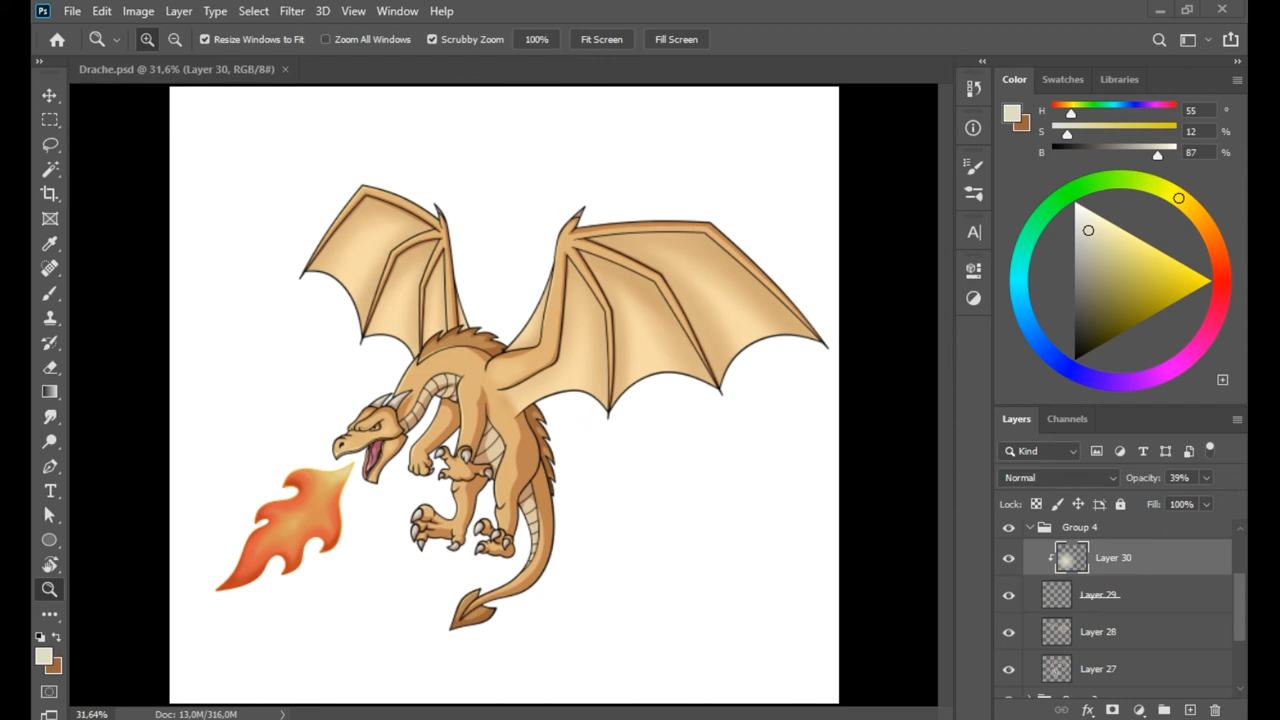 Ps File Edit Image Layer Type Select Filter 3D View Window Help
Resize Windows to Fit Zoom All Windows Scrubby Zoom 100% Fit Screen Fill Screen
Drache.psd @ 31,6% (Layer 30, RGB/8#)
Color Swatches Libraries
H 55 °
S 12 %
B 87 %
Layers Channels
Kind
Normal Opacity: 39%
Lock: Fill: 100%
Group 4
Layer 30
Layer 29
Layer 28
Layer 27
31,64% Doc: 13,0M/316,0M